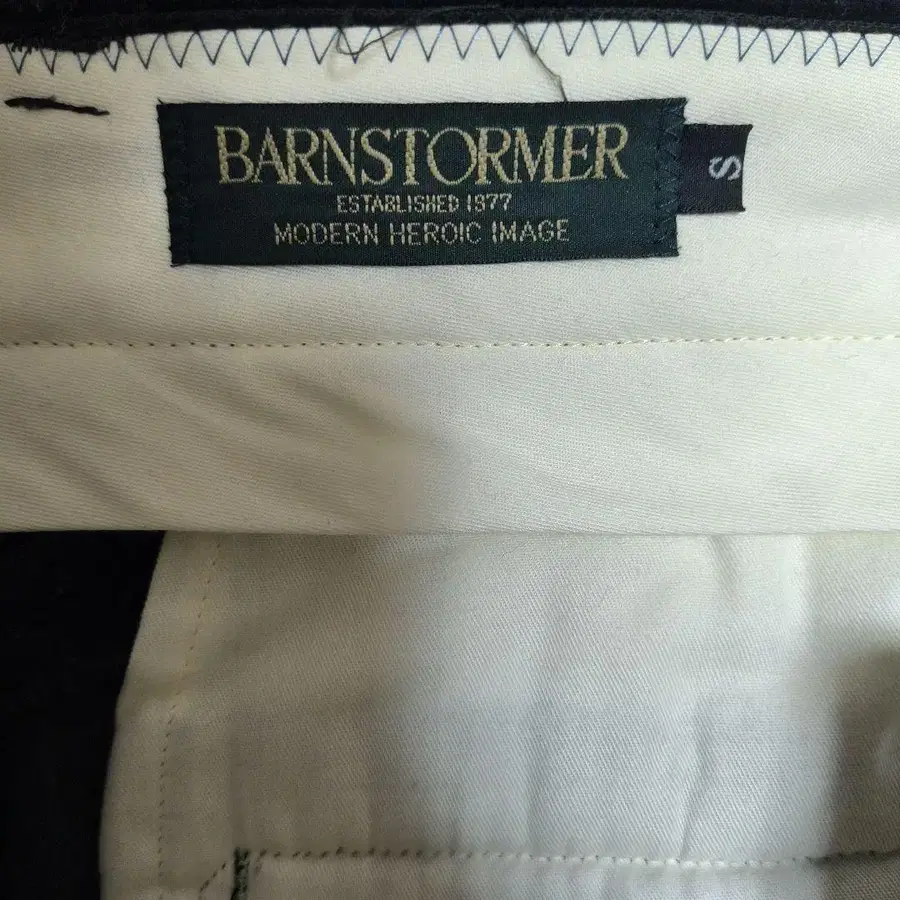 BARNSTORMER
ESTABLISHED 1977
MODERN HEROIC IMAGE
S